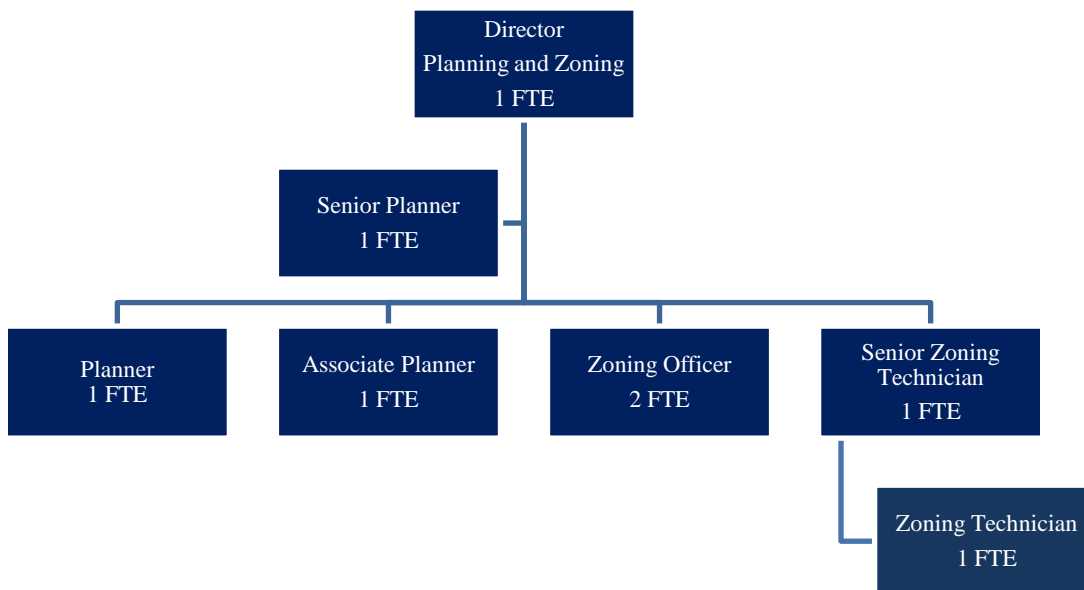 Director
Planning and Zoning
1 FTE
Senior Planner
1 FTE
Planner
1 FTE
Associate Planner
1 FTE
Zoning Officer
2 FTE
Senior Zoning
Technician
1 FTE
Zoning Technician
1 FTE